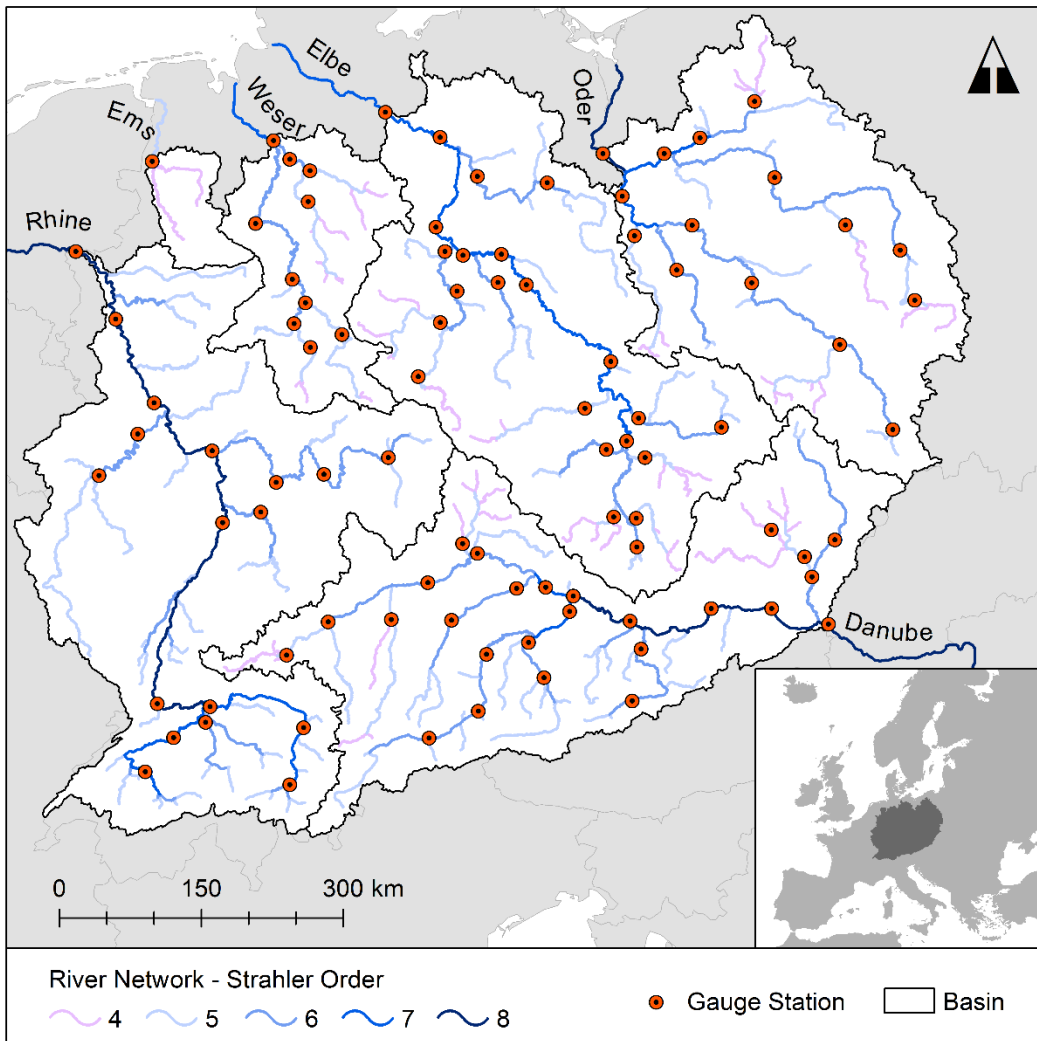 Elbe
Oder
Weser
Ems
Rhine
Danube
0 150 300 km
River Network - Strahler Order
4 5 6 7 8
Gauge Station
Basin